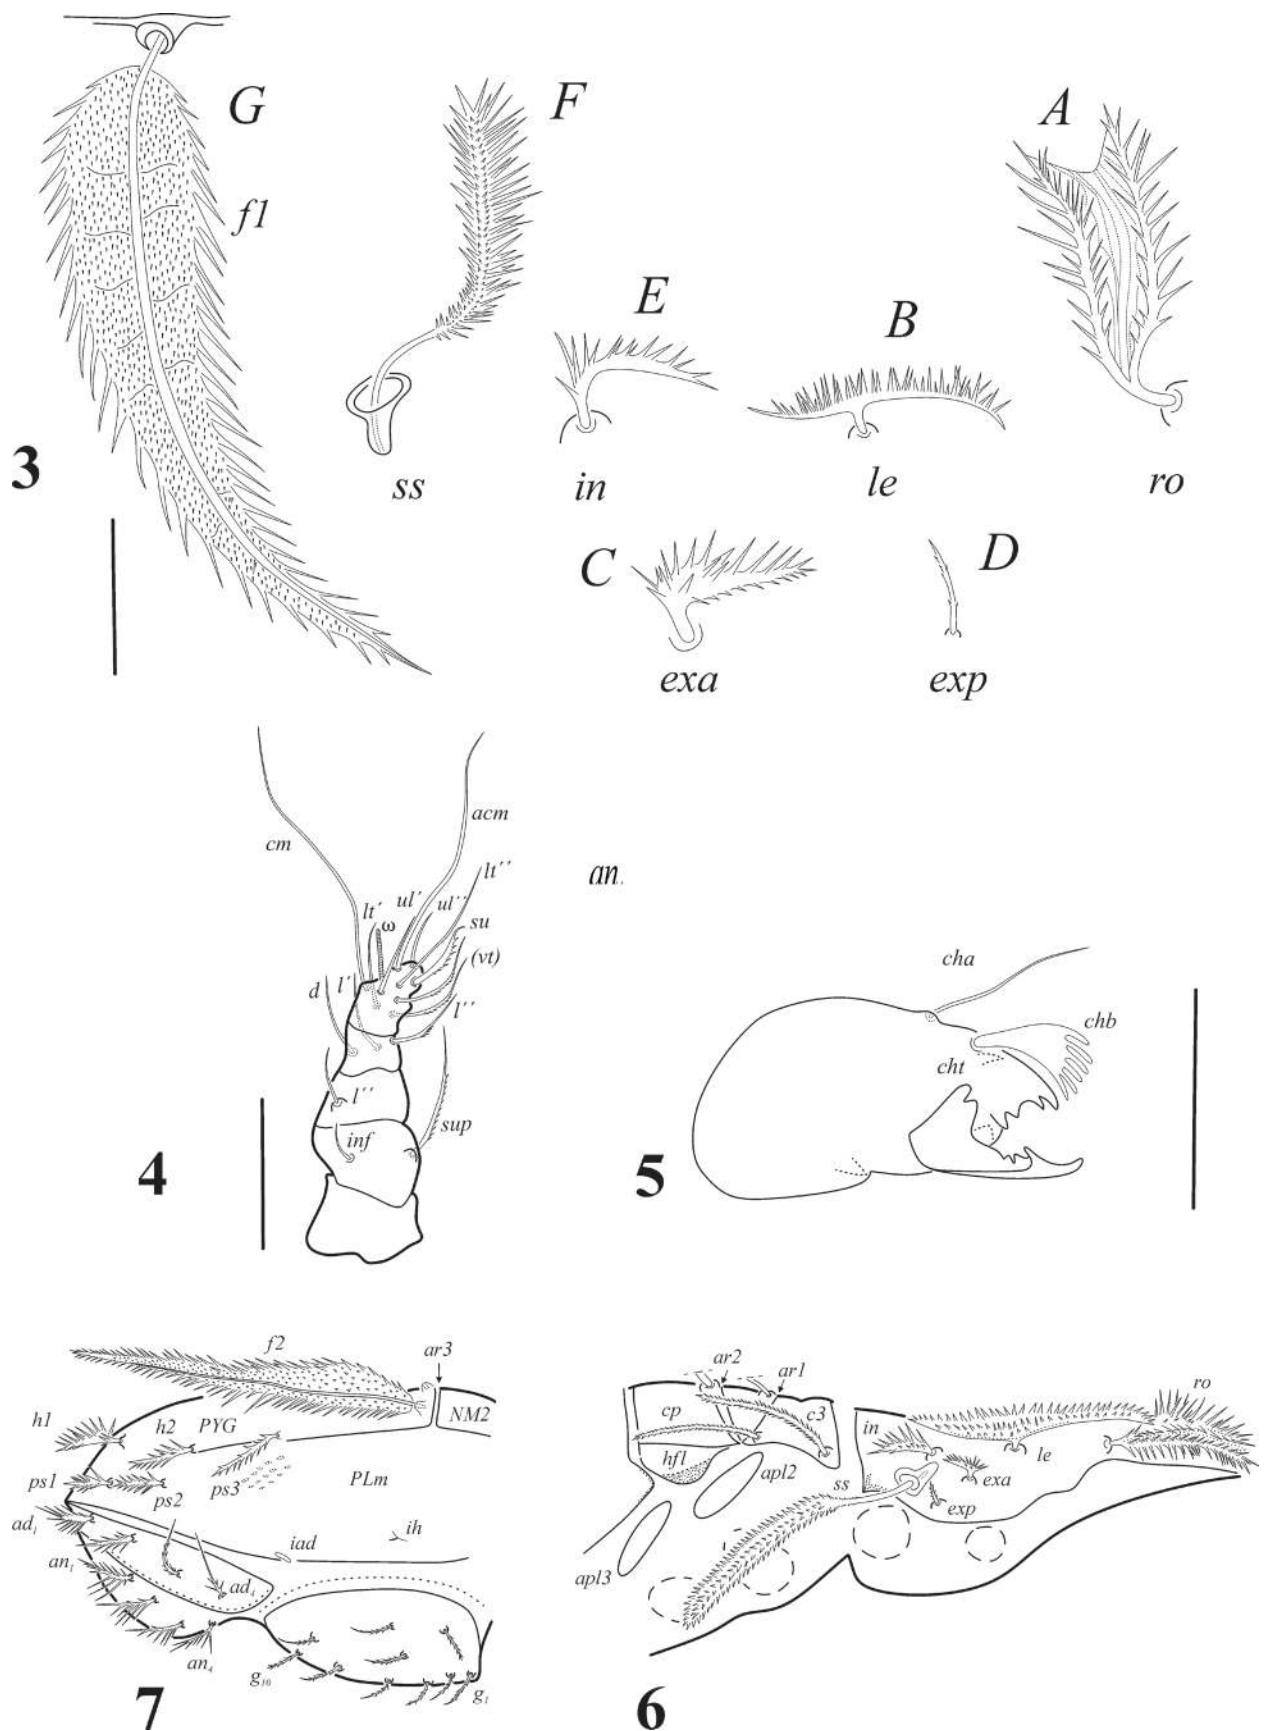 G
F
A
f1
E
B
3
ss
in
le
ro
C
D
exa
exp
cm
acm
an.
lt´´
lt´
ul´
ul´´
ω
su
(vt)
d
l´
l´´
l´´
inf
sup
4
cha
chb
cht
5
f2
ar3
h1
h2
PYG
NM2
ps1
ps2
ps3
PLm
ad1
an1
iad
ih
ad4
an4
g10
g1
7
ar2
ar1
ro
cp
c3
in
le
hf1
apl2
ss
exa
exp
apl3
6